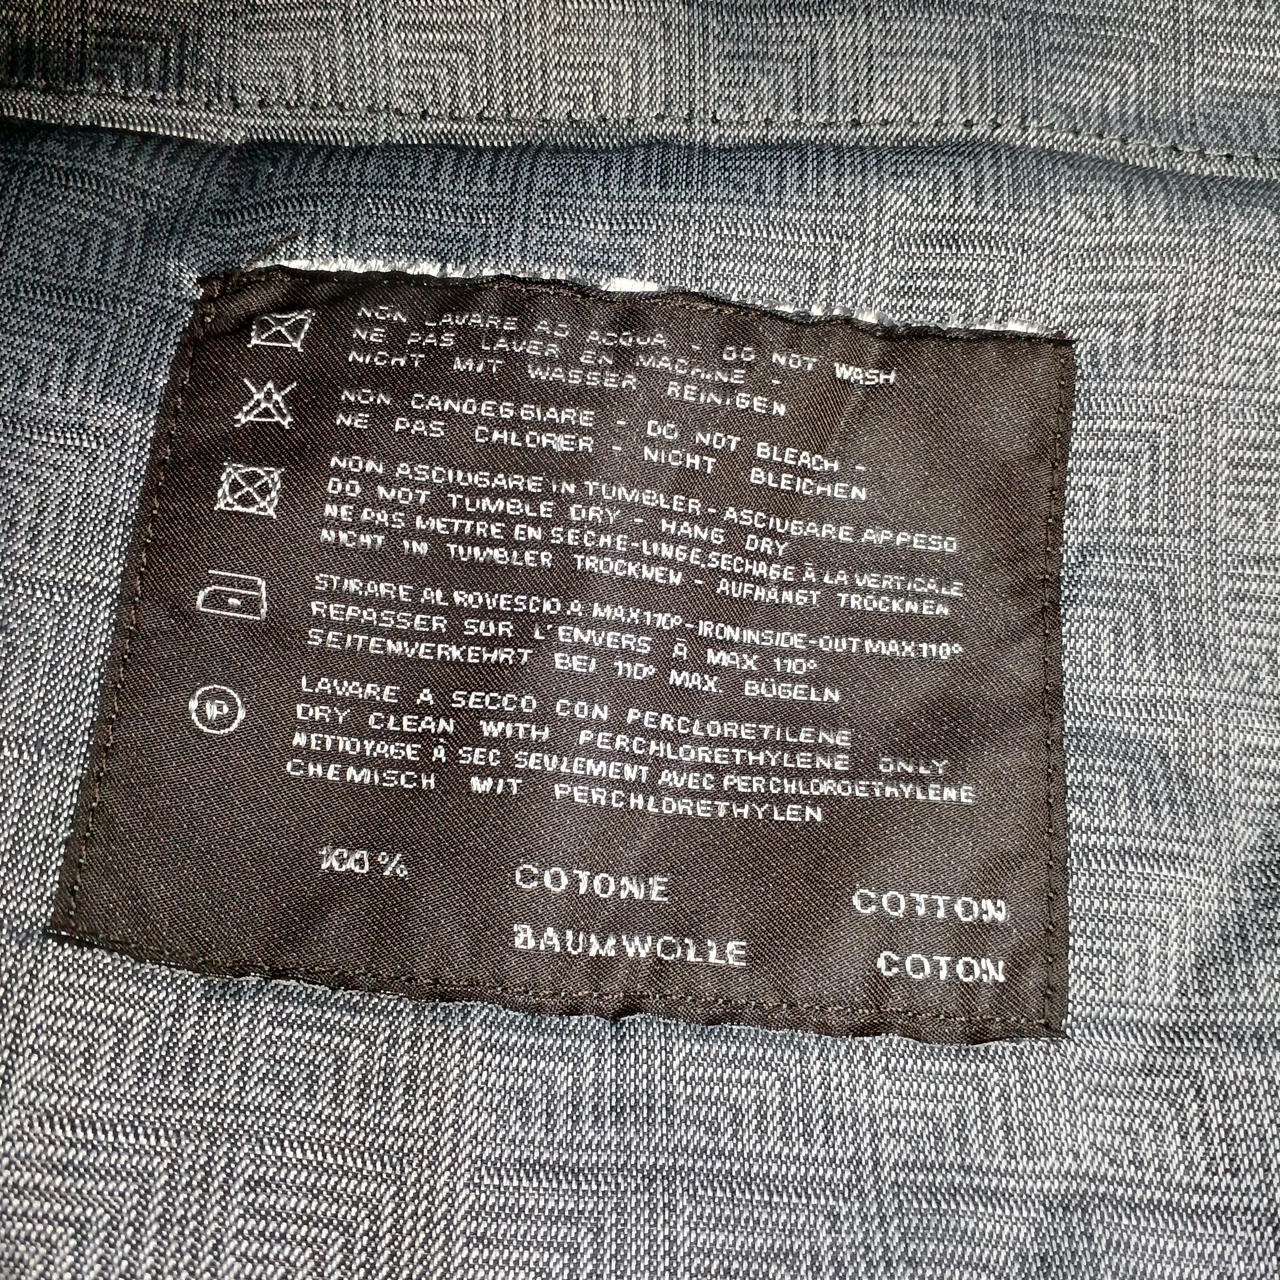 NON LAVARE AD ACQUA - DO NOT WASH
NE PAS LAVER EN MACHINE -
NICHT MIT WASSER REINIGEN
NON CANDEGGIARE - DO NOT BLEACH -
NE PAS CHLORER - NICHT BLEICHEN
NON ASCIUGARE IN TUMBLER - ASCIUGARE APPESO
DO NOT TUMBLE DRY - HANG DRY
NE PAS METTRE EN SECHE-LINGE, SECHAGE À LA VERTICALE
NICHT IN TUMBLER TROCKNEN - AUFHÄNGT TROCKNEN
STIRARE AL ROVESCIO A MAX 110° - IRON INSIDE-OUT MAX 110°
REPASSER SUR L'ENVERS À MAX 110°
SEITENVERKEHRT BEI 110° MAX. BÜGELN
P
LAVARE A SECCO CON PERCLORETILENE
DRY CLEAN WITH PERCHLORETHYLENE ONLY
NETTOYAGE À SEC SEULEMENT AVEC PERCHLOROETHYLENE
CHEMISCH MIT PERCHLORETHYLEN
100 % COTONE COTTON
BAUMWOLLE COTON